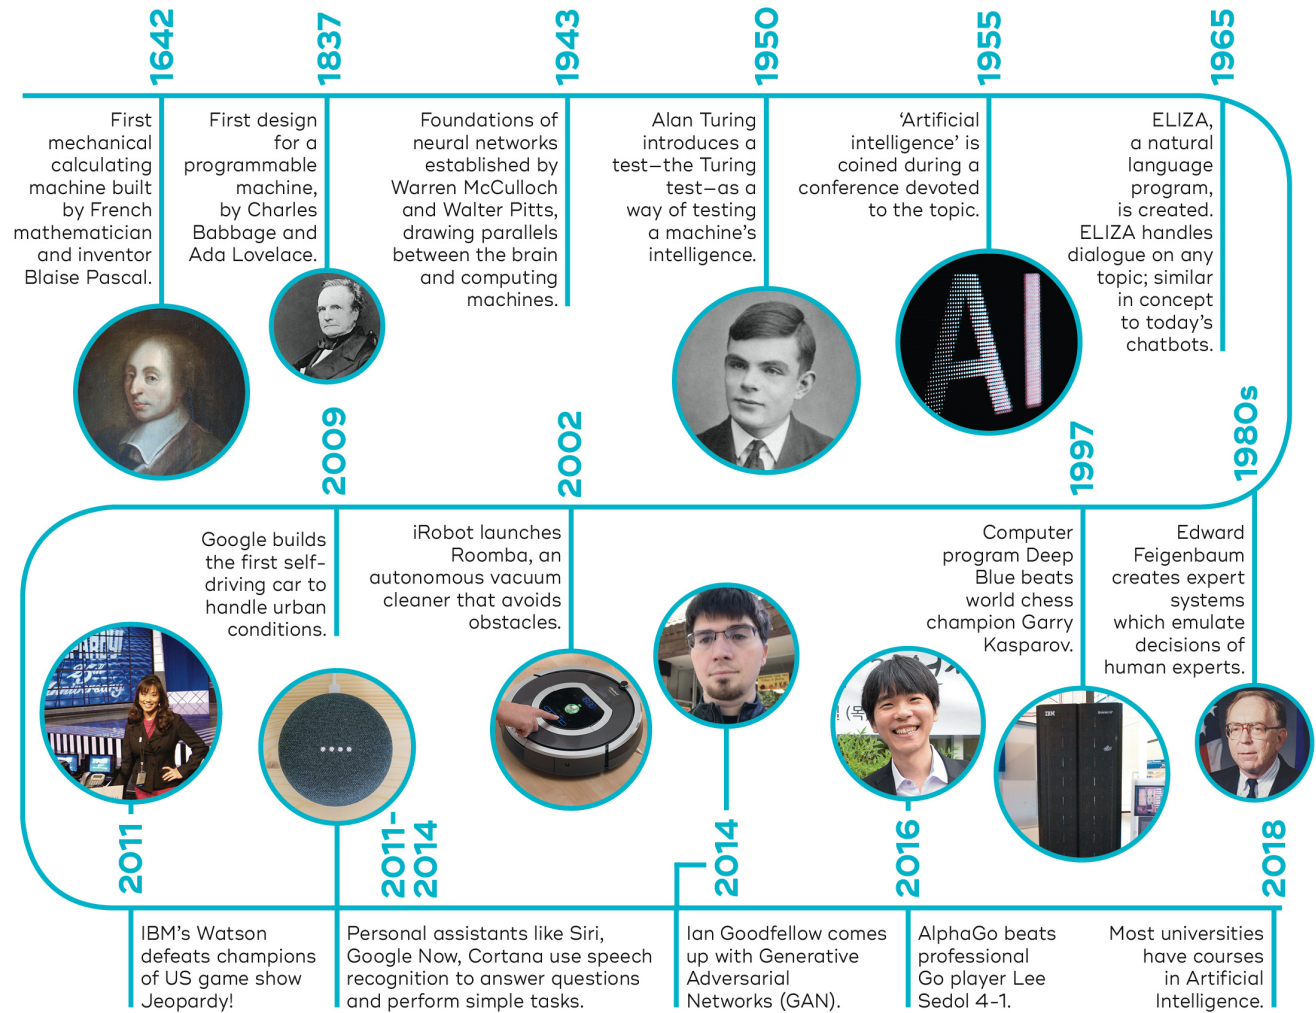 1642
First
mechanical
calculating
machine built
by French
mathematician
and inventor
Blaise Pascal.
1837
First design
for a
programmable
machine,
by Charles
Babbage and
Ada Lovelace.
1943
Foundations of
neural networks
established by
Warren McCulloch
and Walter Pitts,
drawing parallels
between the brain
and computing
machines.
1950
Alan Turing
introduces a
test—the Turing
test—as a
way of testing
a machine’s
intelligence.
1955
‘Artificial
intelligence’ is
coined during a
conference devoted
to the topic.
AI
1965
ELIZA,
a natural
language
program,
is created.
ELIZA handles
dialogue on any
topic; similar
in concept
to today’s
chatbots.
1980s
Edward
Feigenbaum
creates expert
systems
which emulate
decisions of
human experts.
1997
Computer
program Deep
Blue beats
world chess
champion Garry
Kasparov.
IBM
2002
iRobot launches
Roomba, an
autonomous vacuum
cleaner that avoids
obstacles.
2009
Google builds
the first self-
driving car to
handle urban
conditions.
2011
IBM’s Watson
defeats champions
of US game show
Jeopardy!
2011-
2014
Personal assistants like Siri,
Google Now, Cortana use speech
recognition to answer questions
and perform simple tasks.
2014
Ian Goodfellow comes
up with Generative
Adversarial
Networks (GAN).
2016
AlphaGo beats
professional
Go player Lee
Sedol 4–1.
2018
Most universities
have courses
in Artificial
Intelligence.